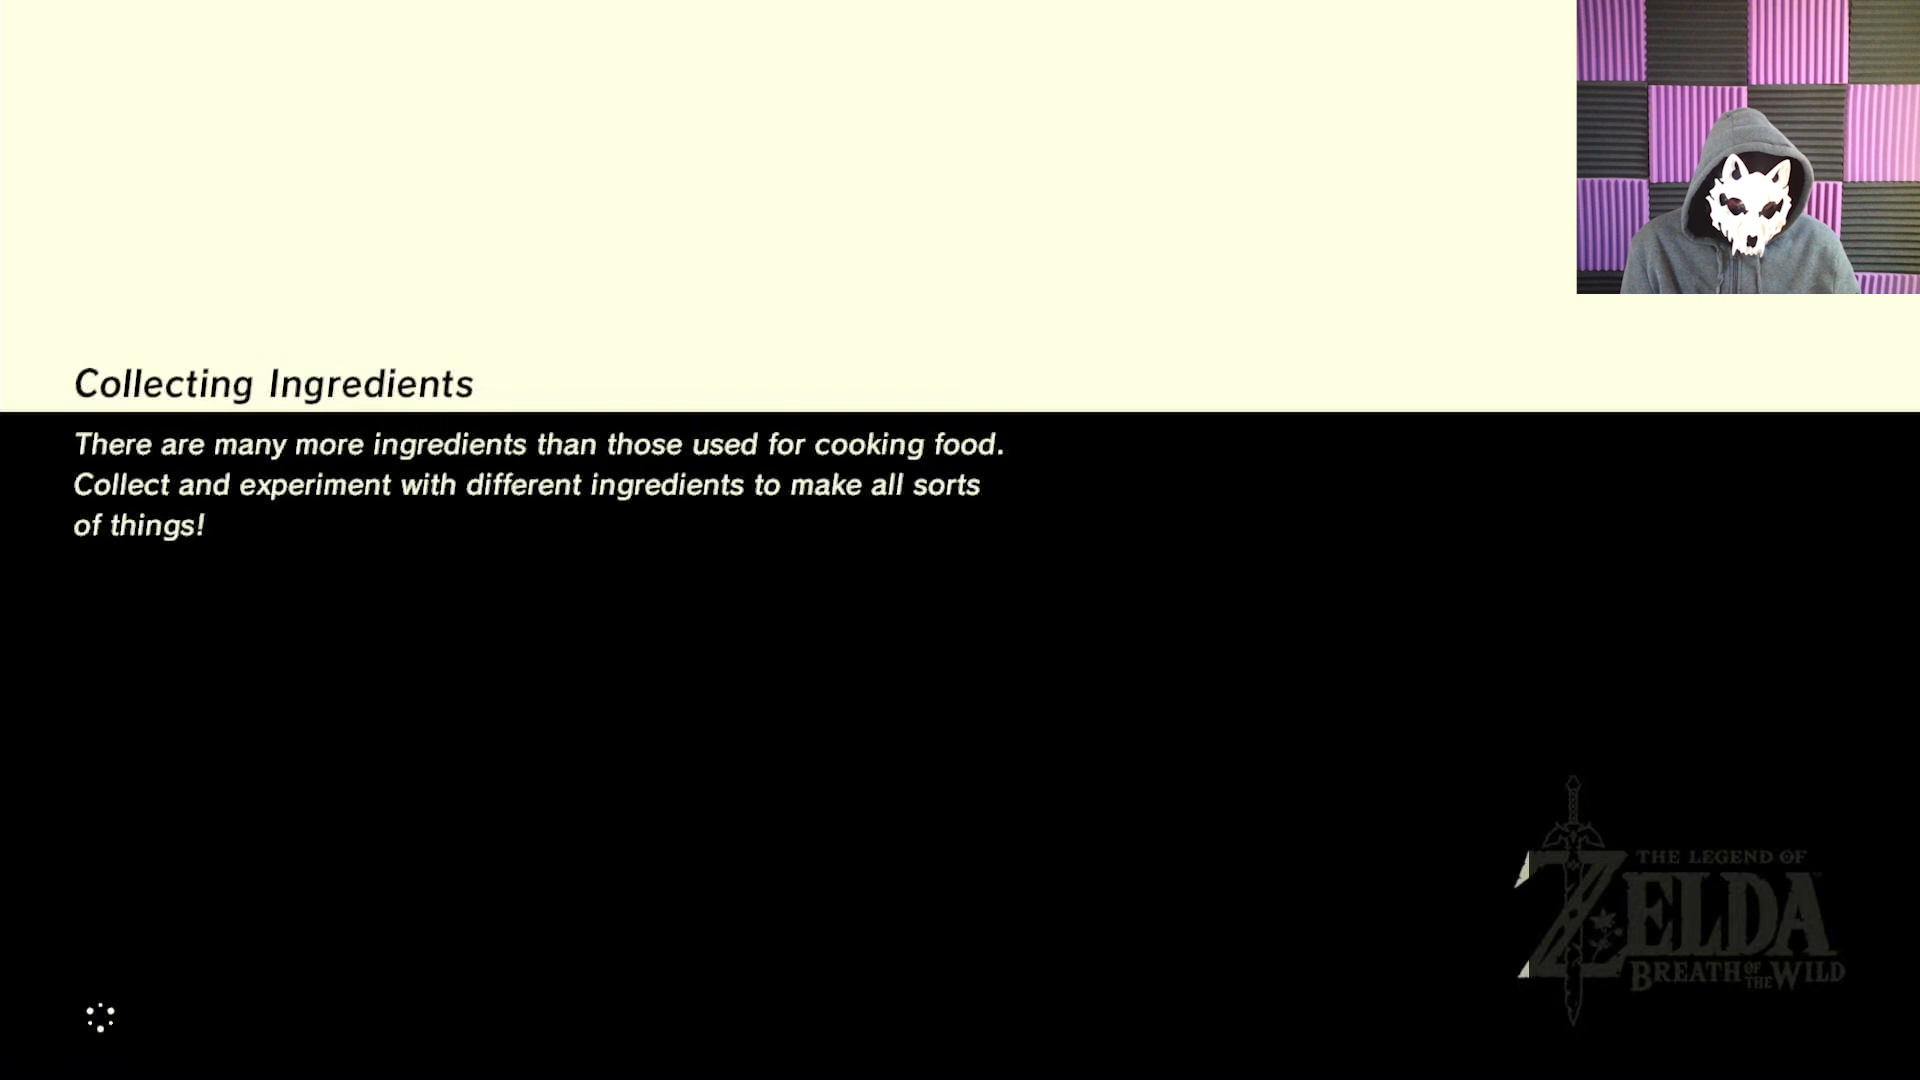 Collecting Ingredients
There are many more ingredients than those used for cooking food.
Collect and experiment with different ingredients to make all sorts
of things!
THE LEGEND OF
ZELDA
BREATH OF THE WILD